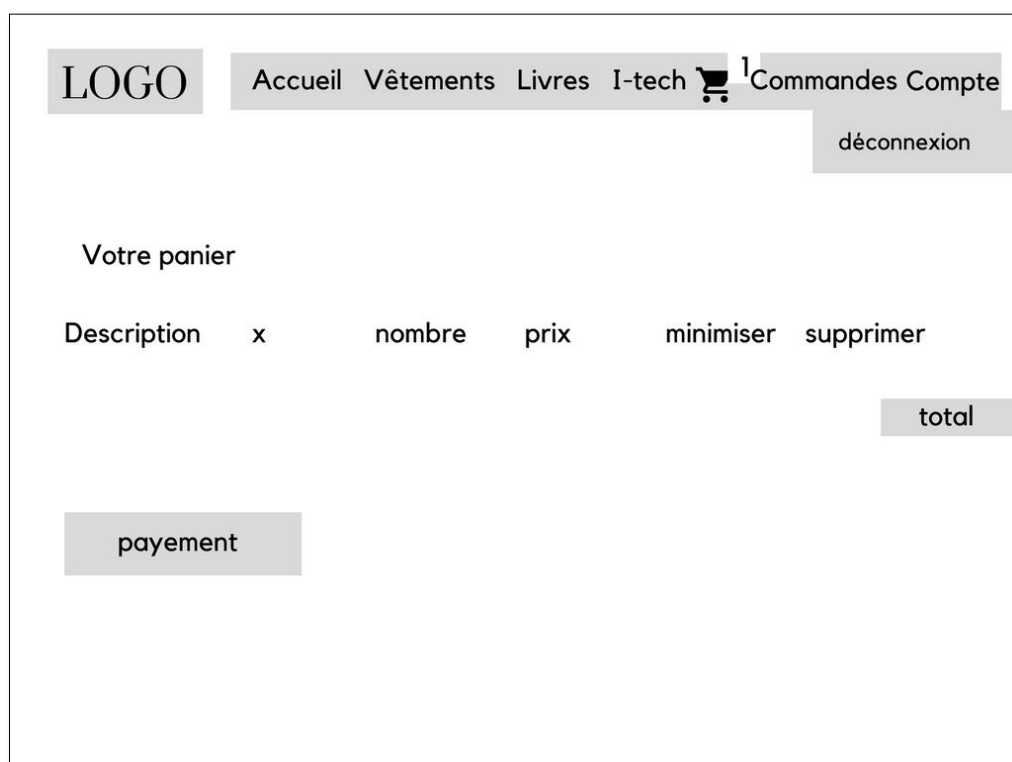 LOGO Accueil Vêtements Livres I-tech 1 Commandes Compte
déconnexion
Votre panier
Description x nombre prix minimiser supprimer
total
payement